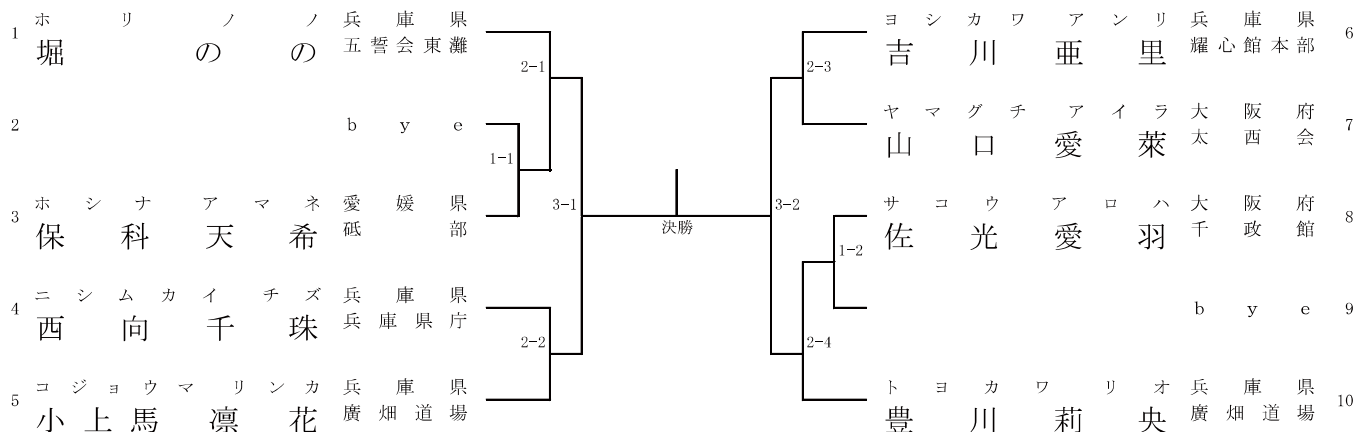 1 ホリノノ 兵庫県
堀のの 五誓会東灘
2 bye
3 ホシナアマネ 愛媛県
保科天希 砥部
4 ニシムカイチズ 兵庫県
西向千珠 兵庫県庁
5 コジョウマリンカ 兵庫県
小上馬凛花 廣畑道場
2-1
1-1
3-1
2-2
決勝
2-3
3-2
1-2
2-4
ヨシカワアンリ 兵庫県 6
吉川亜里 耀心館本部
ヤマグチアイラ 大阪府 7
山口愛萊 太西会
サコウアロハ 大阪府 8
佐光愛羽 千政館
bye 9
トヨカワリオ 兵庫県 10
豊川莉央 廣畑道場